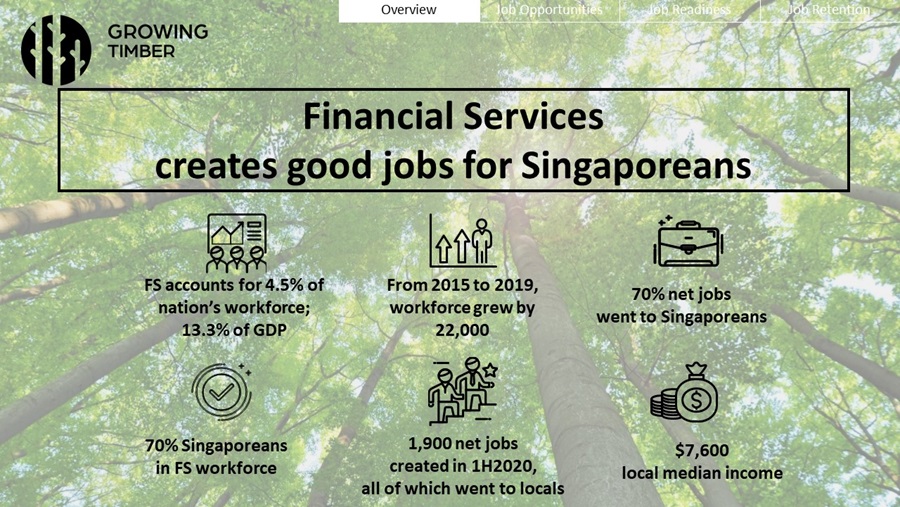 Overview
Job Opportunities
Job Readiness
Job Retention
GROWING
TIMBER
Financial Services
creates good jobs for Singaporeans
FS accounts for 4.5% of
nation’s workforce;
13.3% of GDP
From 2015 to 2019,
workforce grew by
22,000
70% net jobs
went to Singaporeans
70% Singaporeans
in FS workforce
1,900 net jobs
created in 1H2020,
all of which went to locals
$
$7,600
local median income